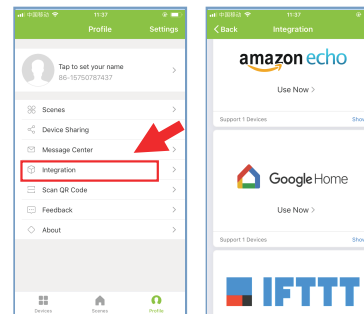 中国移动
11:37
Profile
Settings
Tap to set your name
86-15750787437
Scenes
Device Sharing
Message Center
Integration
Scan QR Code
Feedback
About
Devices
Scenes
Profile
中国移动
11:37
Back
Integration
amazon echo
Use Now
Support 1 Devices
Show
Google Home
Use Now
Support 1 Devices
Show
IFTTT